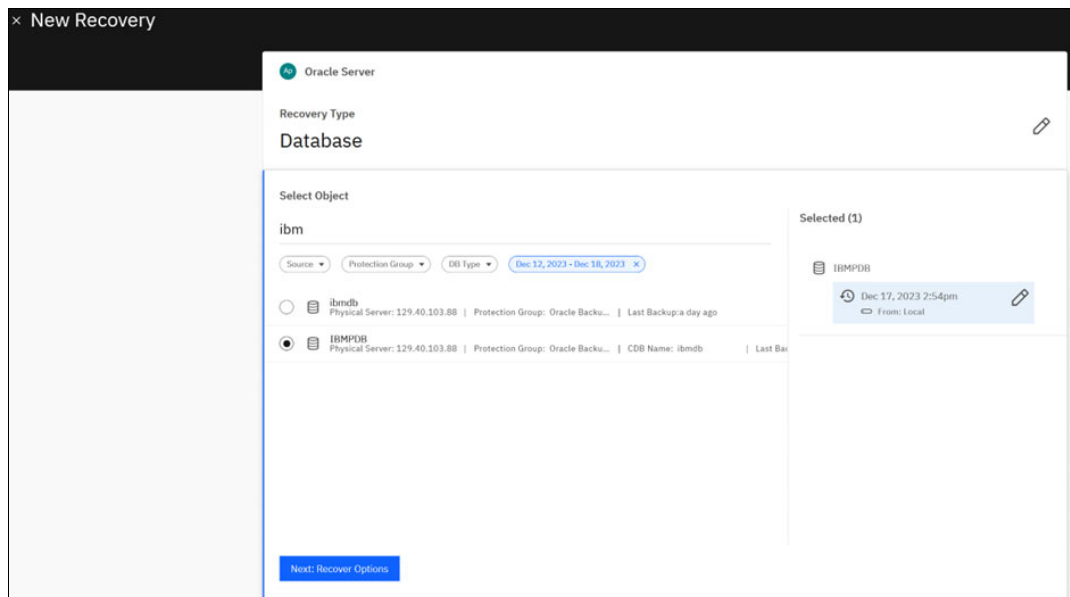 × New Recovery
Ap Oracle Server
Recovery Type
Database
Select Object
ibm
Source Protection Group DB Type Dec 12, 2023 - Dec 18, 2023 ×
ibmdb
Physical Server: 129.40.103.88 | Protection Group: Oracle Backu... | Last Backup:a day ago
IBMPDB
Physical Server: 129.40.103.88 | Protection Group: Oracle Backu... | CDB Name: ibmdb | Last Ba
Selected (1)
IBMPDB
Dec 17, 2023 2:54pm
From: Local
Next: Recover Options